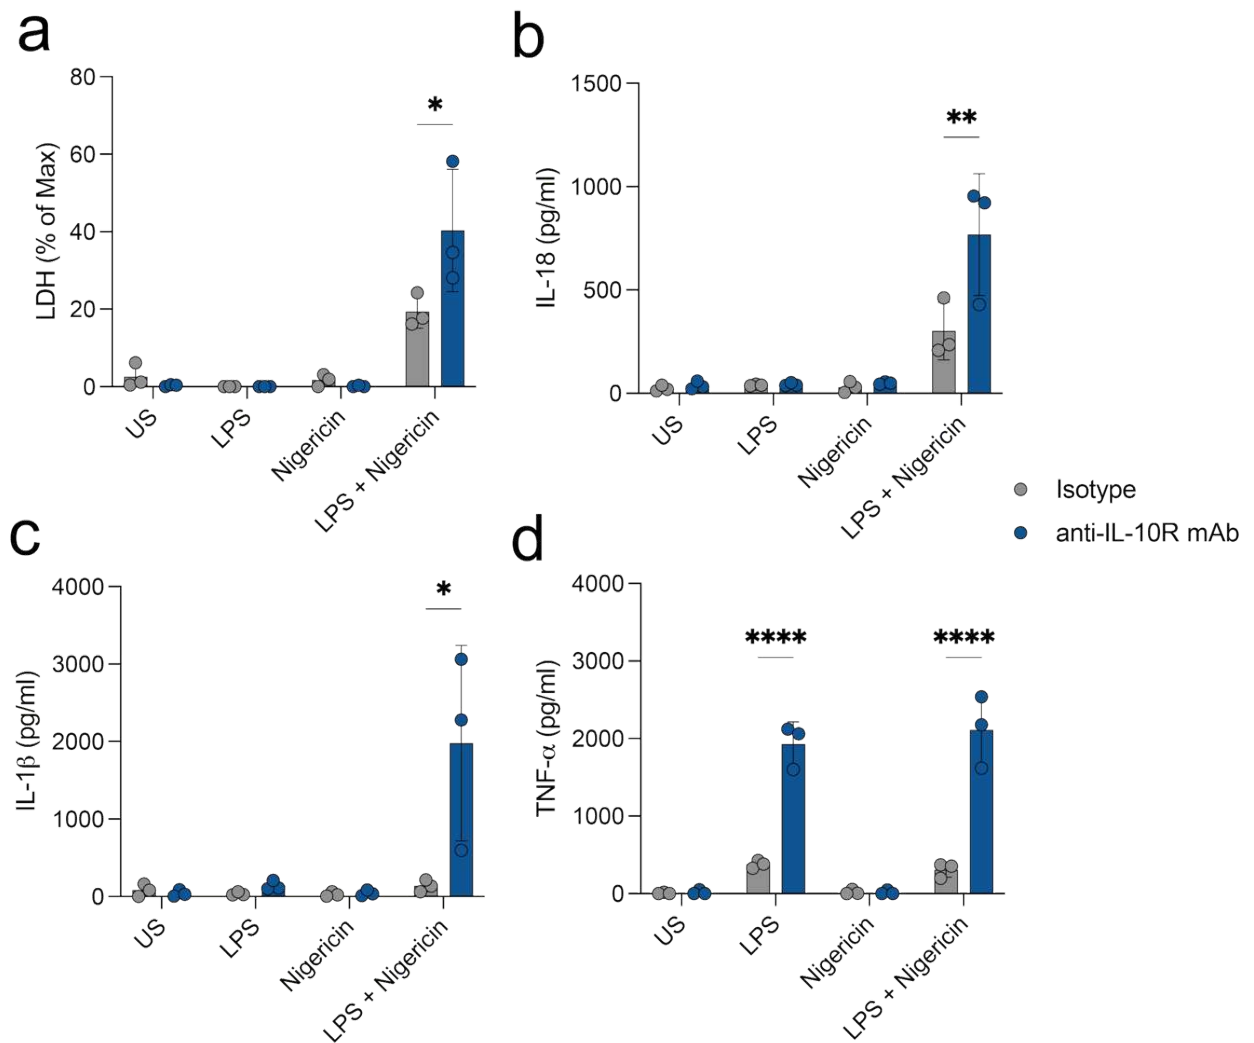 a
80
60
40
20
0
LDH (% of Max)
*
US
LPS
Nigericin
LPS + Nigericin
b
1500
1000
500
0
IL-18 (pg/ml)
**
US
LPS
Nigericin
LPS + Nigericin
Isotype
anti-IL-10R mAb
c
4000
3000
2000
1000
0
IL-1β (pg/ml)
*
US
LPS
Nigericin
LPS + Nigericin
d
4000
3000
2000
1000
0
TNF-α (pg/ml)
****
****
US
LPS
Nigericin
LPS + Nigericin